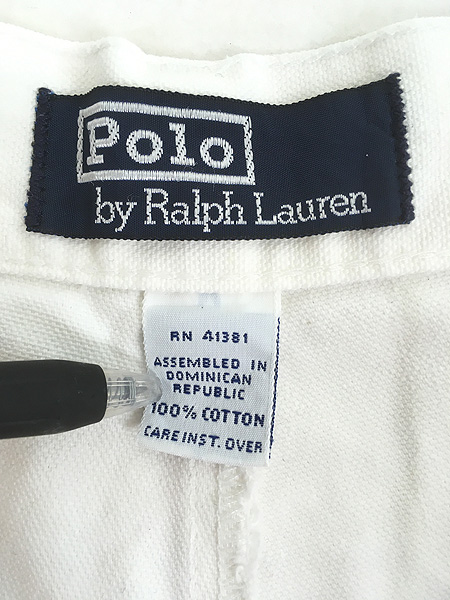 Polo
by Ralph Lauren
RN 41381
ASSEMBLED IN
DOMINICAN
REPUBLIC
100% COTTON
CARE INST. OVER